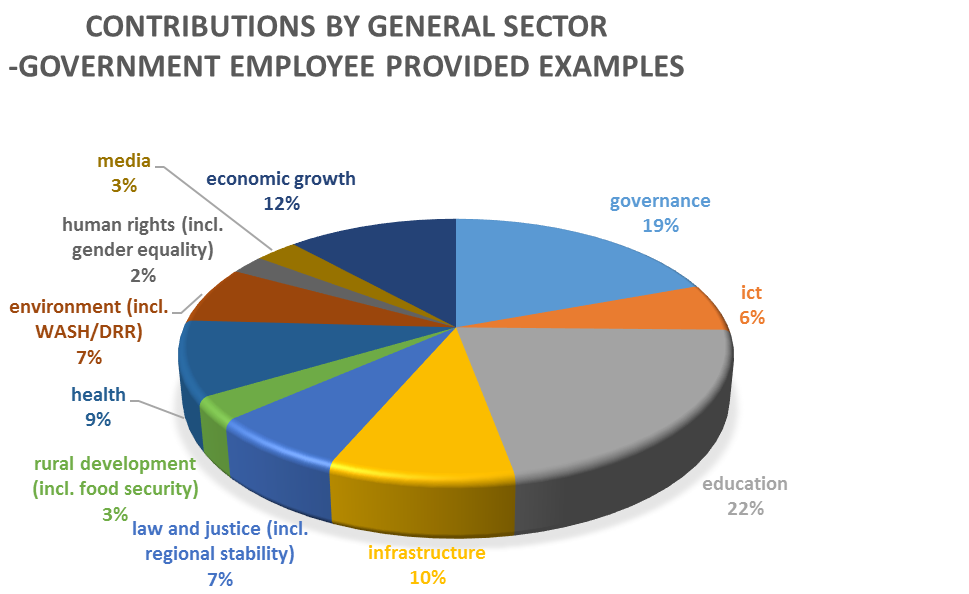 CONTRIBUTIONS BY GENERAL SECTOR
-GOVERNMENT EMPLOYEE PROVIDED EXAMPLES
media
3%
economic growth
12%
governance
19%
human rights (incl.
gender equality)
2%
ict
6%
environment (incl.
WASH/DRR)
7%
health
9%
rural development
(incl. food security)
3%
education
22%
law and justice (incl.
regional stability)
7%
infrastructure
10%